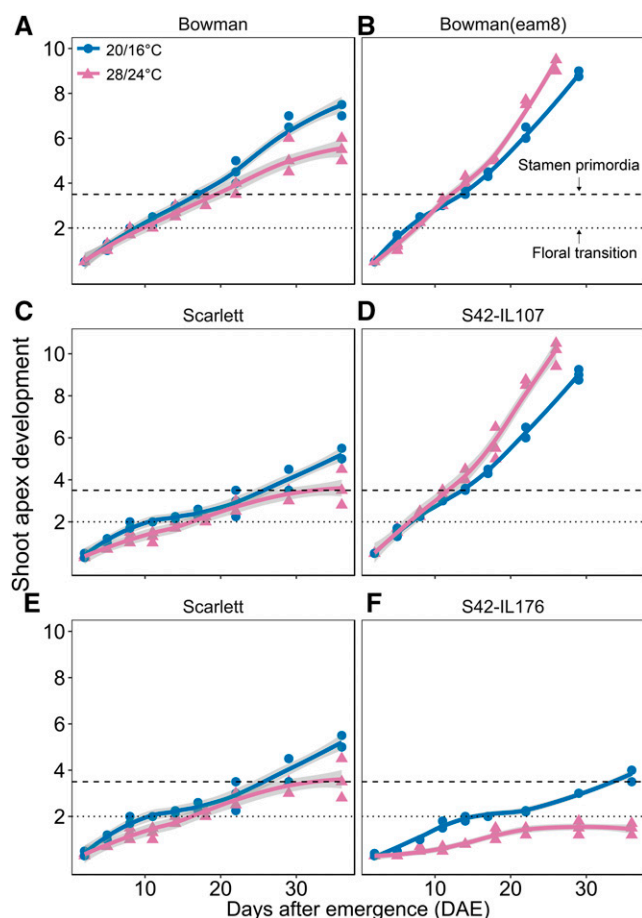 A
Bowman
B
Bowman(eam8)
20/16°C
28/24°C
10
8
6
4
2
Stamen primordia
Floral transition
C
Scarlett
D
S42-IL107
10
8
6
4
2
Shoot apex development
E
Scarlett
F
S42-IL176
10
8
6
4
2
10 20 30 10 20 30
Days after emergence (DAE)